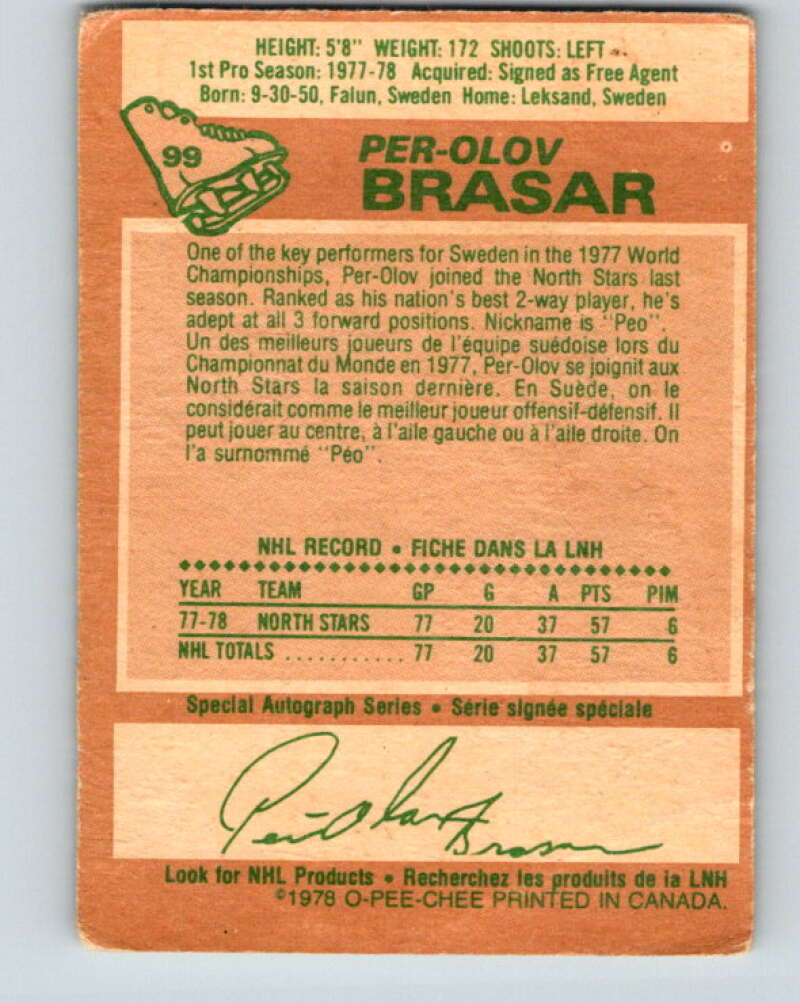 HEIGHT: 5'8" WEIGHT: 172 SHOOTS: LEFT
1st Pro Season: 1977-78 Acquired: Signed as Free Agent
Born: 9-30-50, Falun, Sweden Home: Leksand, Sweden
99
PER-OLOV
BRASAR
One of the key performers for Sweden in the 1977 World
Championships, Per-Olov joined the North Stars last
season. Ranked as his nation's best 2-way player, he's
adept at all 3 forward positions. Nickname is "Peo".
Un des meilleurs joueurs de l'équipe suédoise lors du
Championnat du Monde en 1977, Per-Olov se joignit aux
North Stars la saison dernière. En Suède, on le
considérait comme le meilleur joueur offensif-défensif. Il
peut jouer au centre, à l'aile gauche ou à l'aile droite. On
l'a surnommé "Péo".
NHL RECORD • FICHE DANS LA LNH
YEAR TEAM GP G A PTS PIM
77-78 NORTH STARS 77 20 37 57 6
NHL TOTALS ........... 77 20 37 57 6
Special Autograph Series • Série signée spéciale
Per-Olov Brasar
Look for NHL Products • Recherchez les produits de la LNH
©1978 O-PEE-CHEE PRINTED IN CANADA.